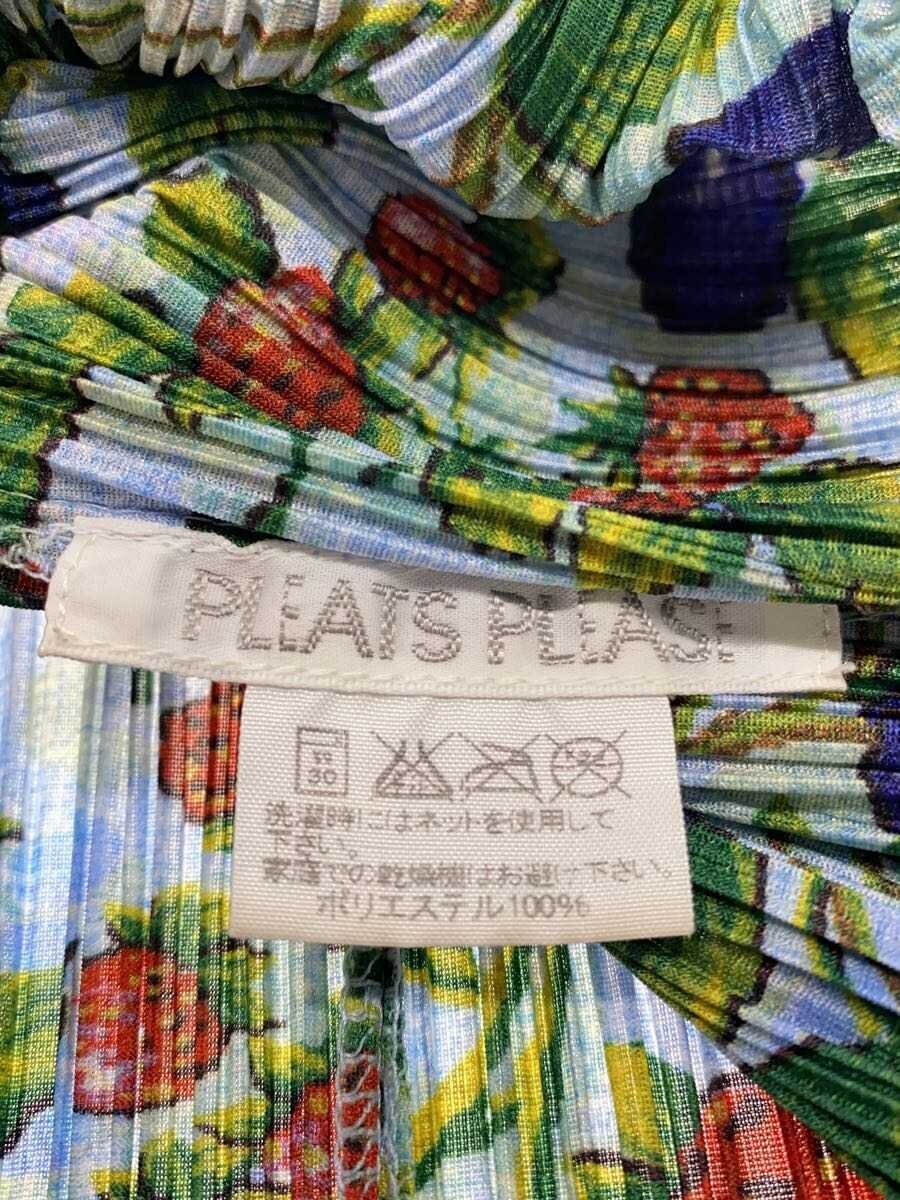 PLEATS PLEASE
30
洗濯時にはネットを使用して
下さい。
家庭での乾燥機はお避け下さい。
ポリエステル100%